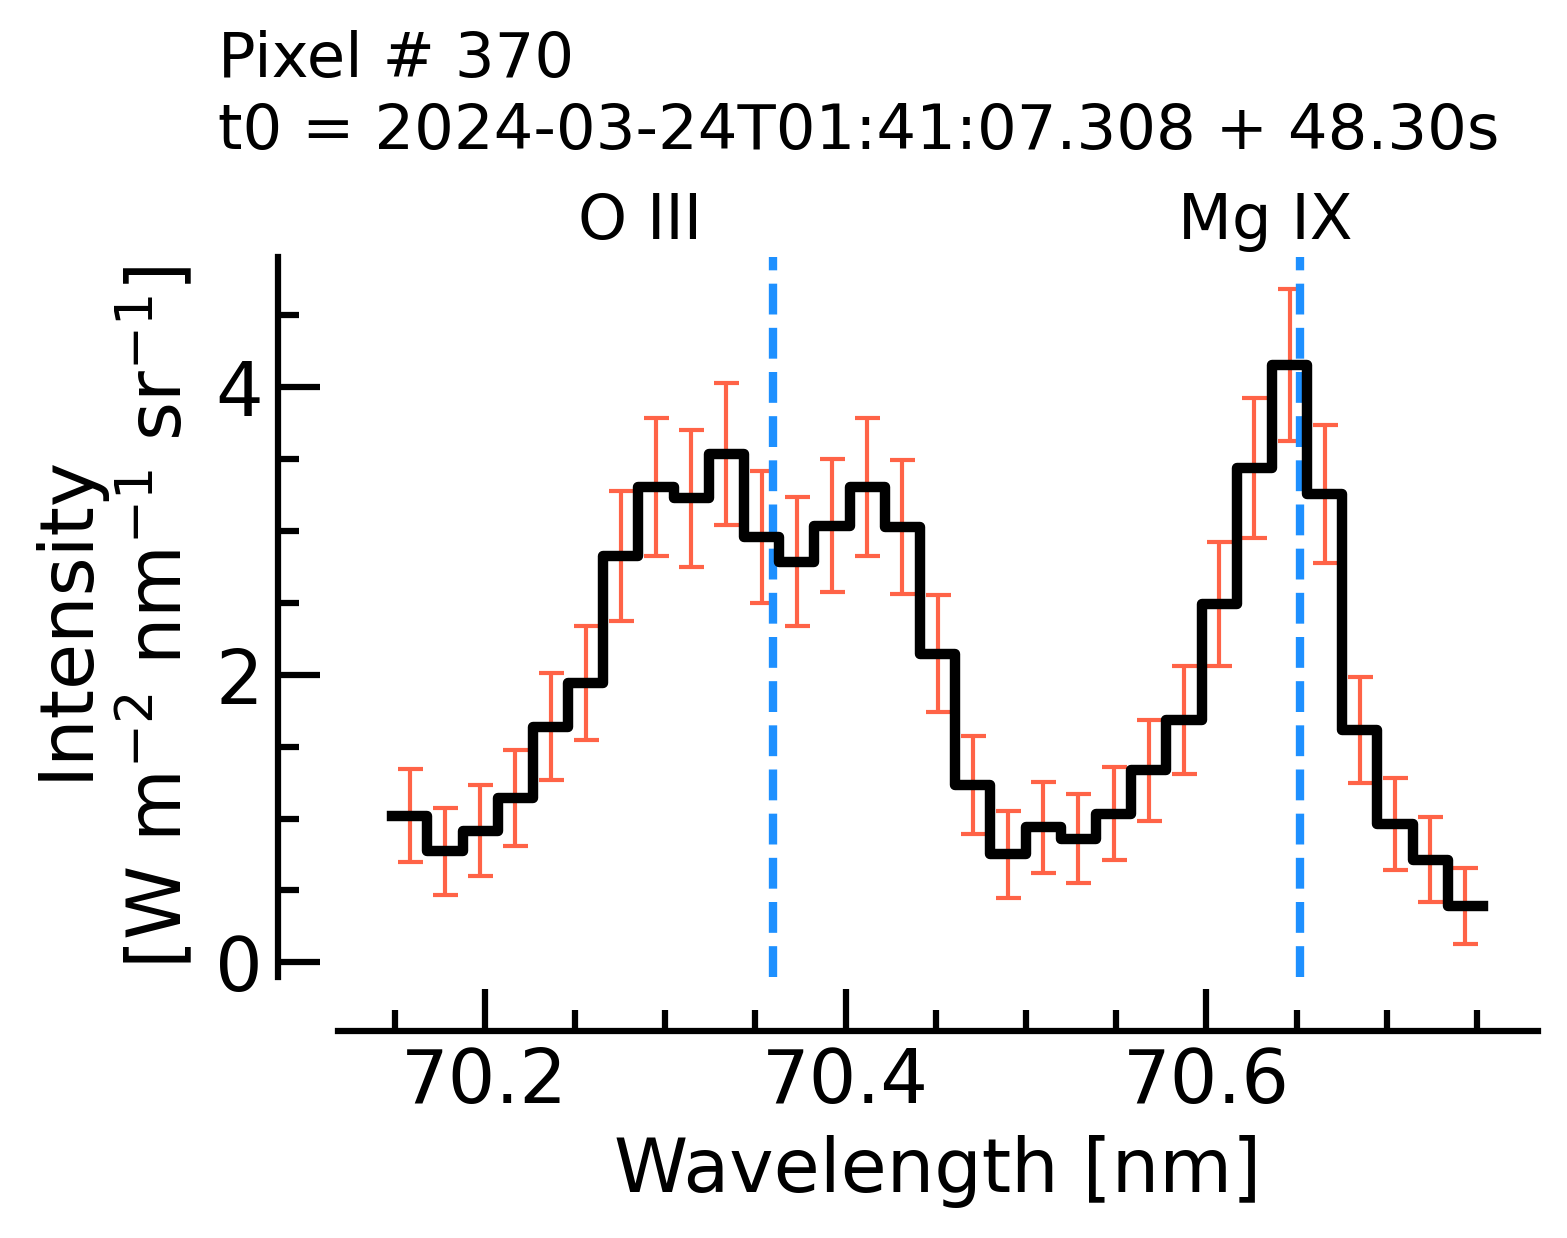 Pixel # 370
t0 = 2024-03-24T01:41:07.308 + 48.30s
O III Mg IX
Intensity
[W m⁻² nm⁻¹ sr⁻¹]
4
2
0
70.2 70.4 70.6
Wavelength [nm]